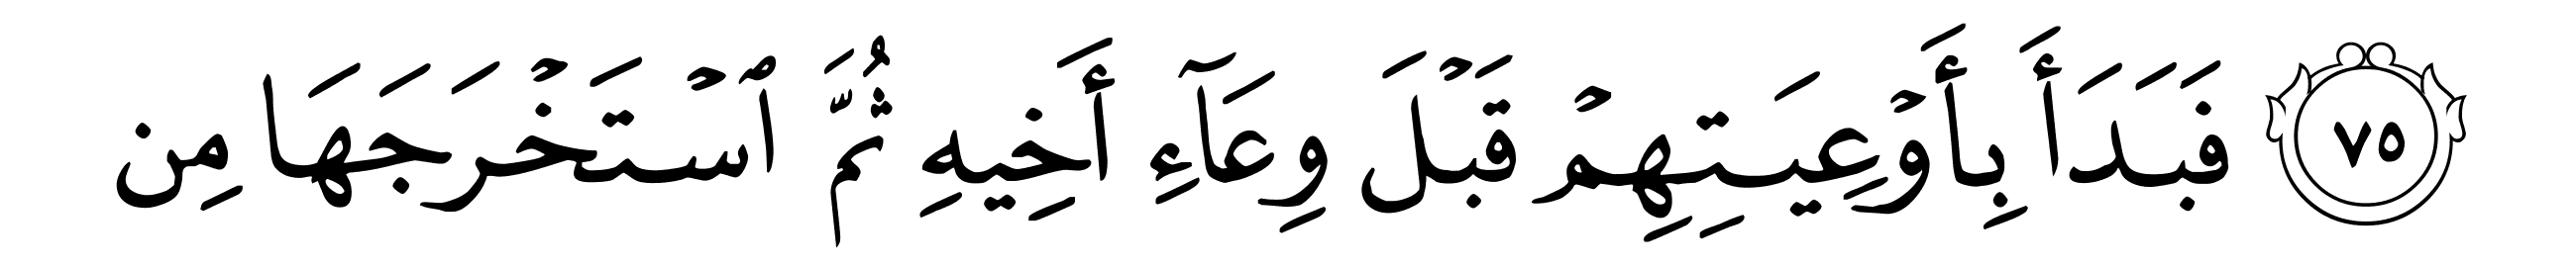 ٧٥ فَبَدَأَ بِأَوۡعِيَتِهِمۡ قَبۡلَ وِعَآءِ أَخِيهِ ثُمَّ ٱسۡتَخۡرَجَهَا مِن